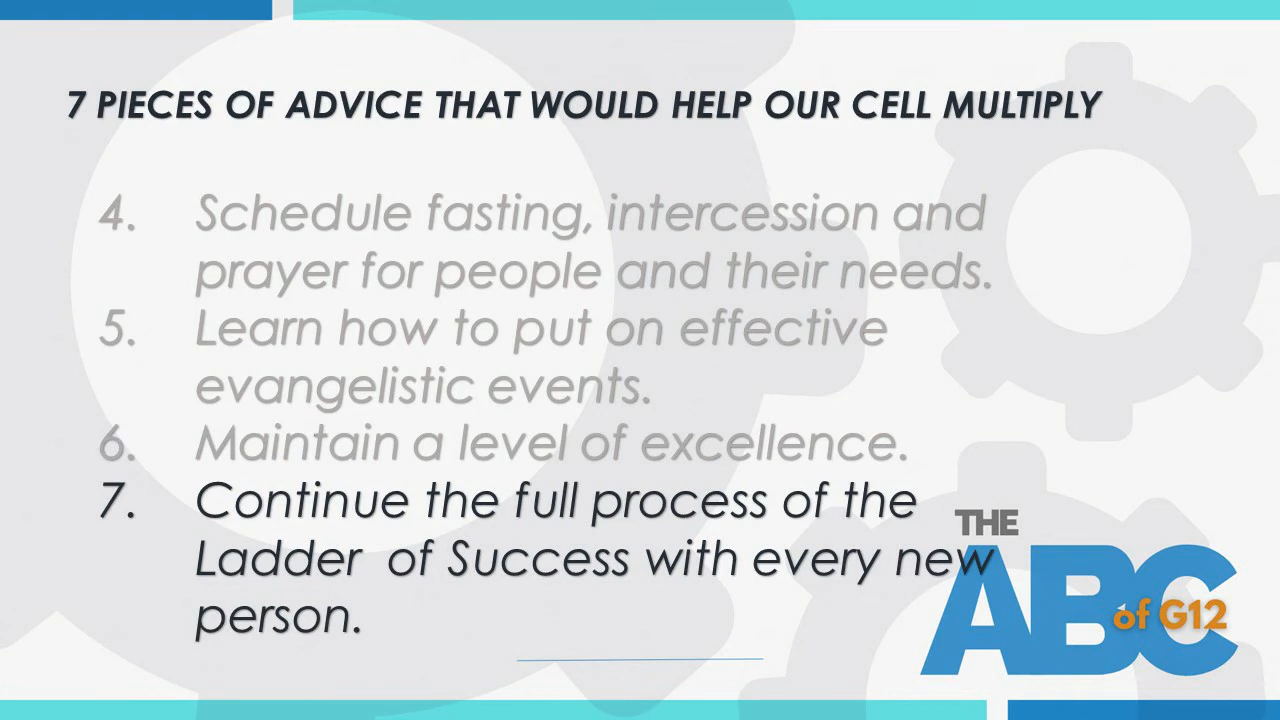 7 PIECES OF ADVICE THAT WOULD HELP OUR CELL MULTIPLY
4. Schedule fasting, intercession and
prayer for people and their needs.
5. Learn how to put on effective
evangelistic events.
6. Maintain a level of excellence.
7. Continue the full process of the
Ladder  of Success with every new
person.
THE
ABC
of G12